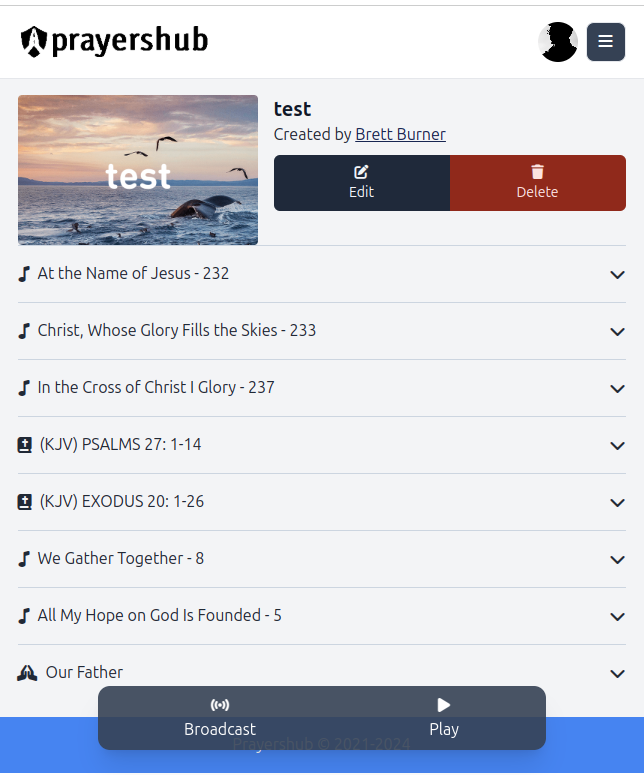 prayershub
test
test
Created by Brett Burner
Edit
Delete
At the Name of Jesus - 232
Christ, Whose Glory Fills the Skies - 233
In the Cross of Christ I Glory - 237
(KJV) PSALMS 27: 1-14
(KJV) EXODUS 20: 1-26
We Gather Together - 8
All My Hope on God Is Founded - 5
Our Father
Broadcast
Play
Prayershub © 2021-2024